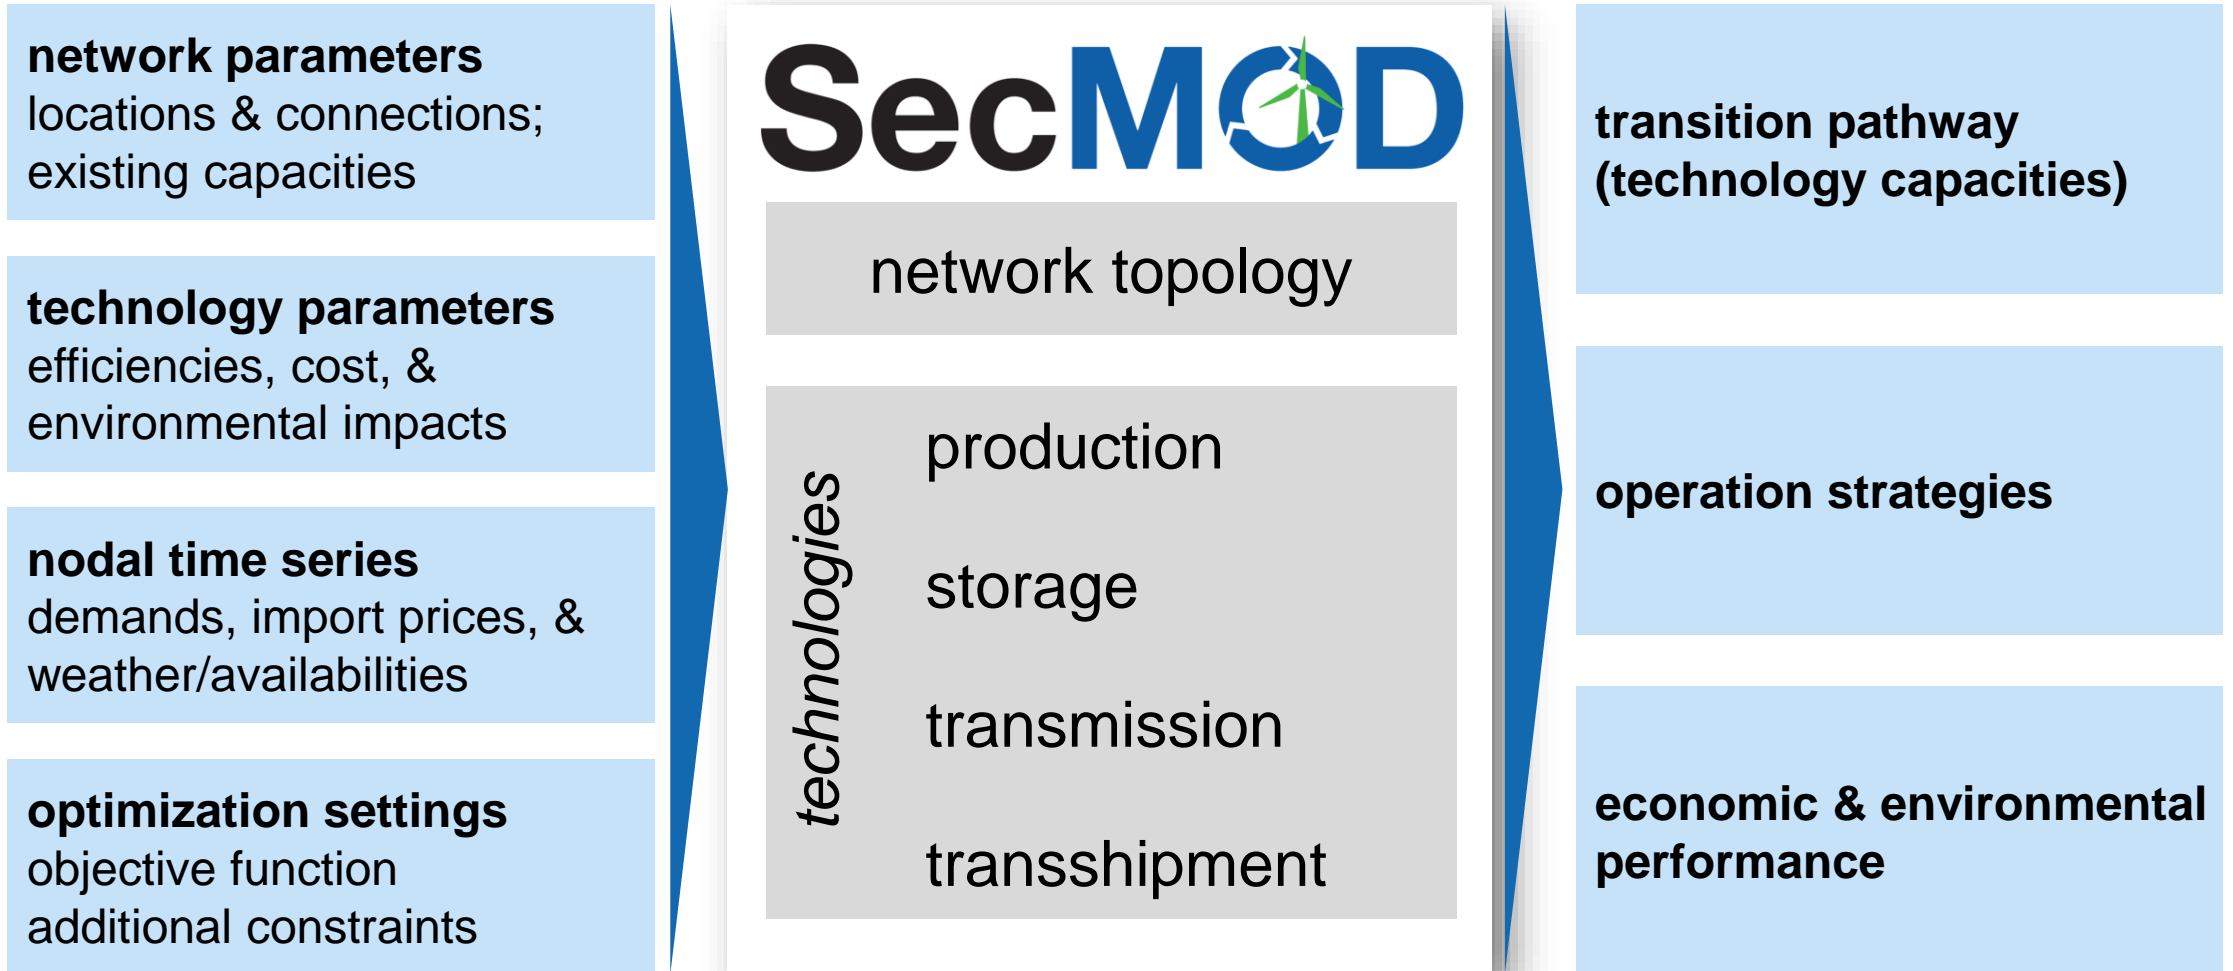 network parameters
locations & connections;
existing capacities
technology parameters
efficiencies, cost, &
environmental impacts
nodal time series
demands, import prices, &
weather/availabilities
optimization settings
objective function
additional constraints
SecMOD
network topology
technologies
production
storage
transmission
transshipment
transition pathway
(technology capacities)
operation strategies
economic & environmental
performance